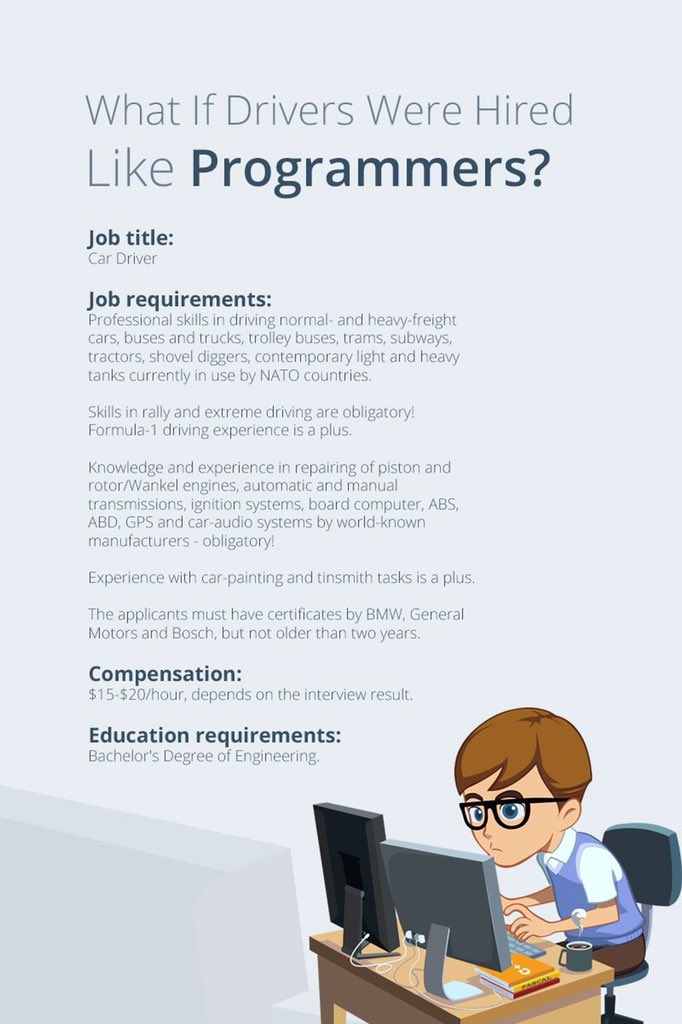 What If Drivers Were Hired
Like Programmers?
Job title:
Car Driver
Job requirements:
Professional skills in driving normal- and heavy-freight
cars, buses and trucks, trolley buses, trams, subways,
tractors, shovel diggers, contemporary light and heavy
tanks currently in use by NATO countries.
Skills in rally and extreme driving are obligatory!
Formula-1 driving experience is a plus.
Knowledge and experience in repairing of piston and
rotor/Wankel engines, automatic and manual
transmissions, ignition systems, board computer, ABS,
ABD, GPS and car-audio systems by world-known
manufacturers - obligatory!
Experience with car-painting and tinsmith tasks is a plus.
The applicants must have certificates by BMW, General
Motors and Bosch, but not older than two years.
Compensation:
$15-$20/hour, depends on the interview result.
Education requirements:
Bachelor's Degree of Engineering.
PASCAL